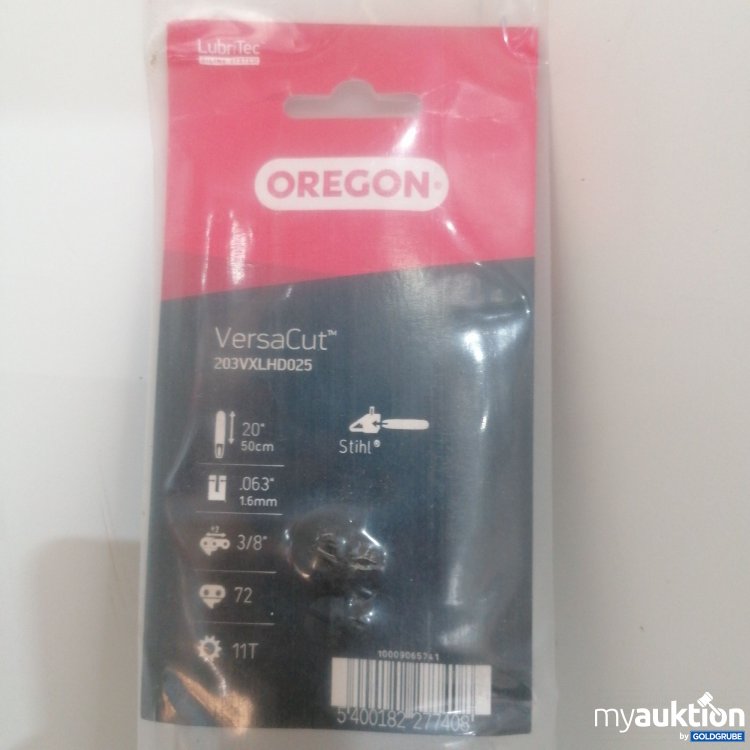 LubriTec
OREGON®
VersaCut™
203VXLHD025
20"
50cm
Stihl®
.063"
1.6mm
÷2
3/8"
72
11T
5 400182 277408
myauktion
by GOLDGRUBE